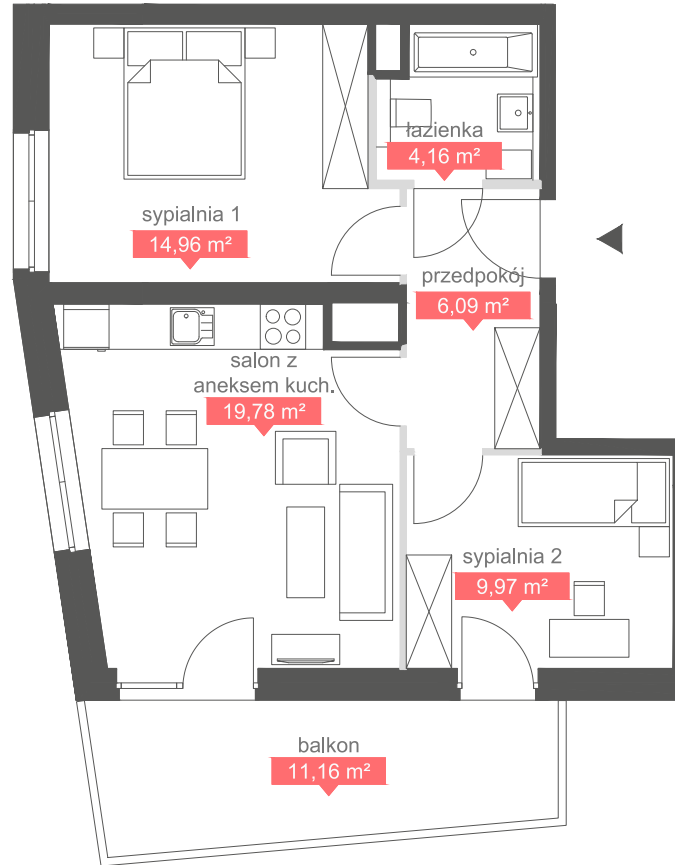 łazienka
4,16 m²
sypialnia 1
14,96 m²
przedpokój
6,09 m²
salon z
aneksem kuch.
19,78 m²
sypialnia 2
9,97 m²
balkon
11,16 m²